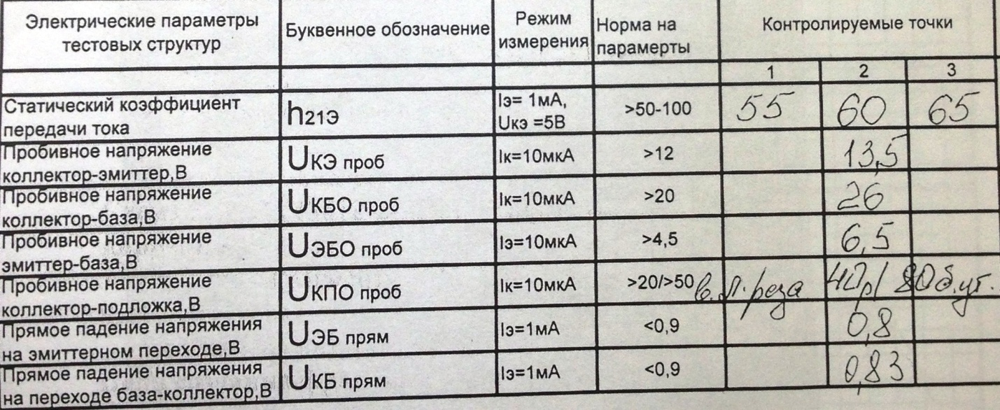 Электрические параметры
тестовых структур
Буквенное обозначение
Режим
измерения
Норма на
парамерты
Контролируемые точки
1 2 3
Статический коэффициент
передачи тока
h21Э
Iэ= 1мА,
Uкэ =5В
>50-100
55 60 65
Пробивное напряжение
коллектор-эмиттер,В
UКЭ проб
Iк=10мкА
>12
13,5
Пробивное напряжение
коллектор-база,В
UКБО проб
Iк=10мкА
>20
26
Пробивное напряжение
эмиттер-база,В
UЭБО проб
Iэ=10мкА
>4,5
6,5
Пробивное напряжение
коллектор-подложка,В
UКПО проб
Iк=10мкА
>20/>50
реза
Прямое падение напряжения
на эмиттерном переходе,В
UЭБ прям
Iэ=1мА
<0,9
0,8
Прямое падение напряжения
на переходе база-коллектор,В
UКБ прям
Iэ=1мА
<0,9
0,83